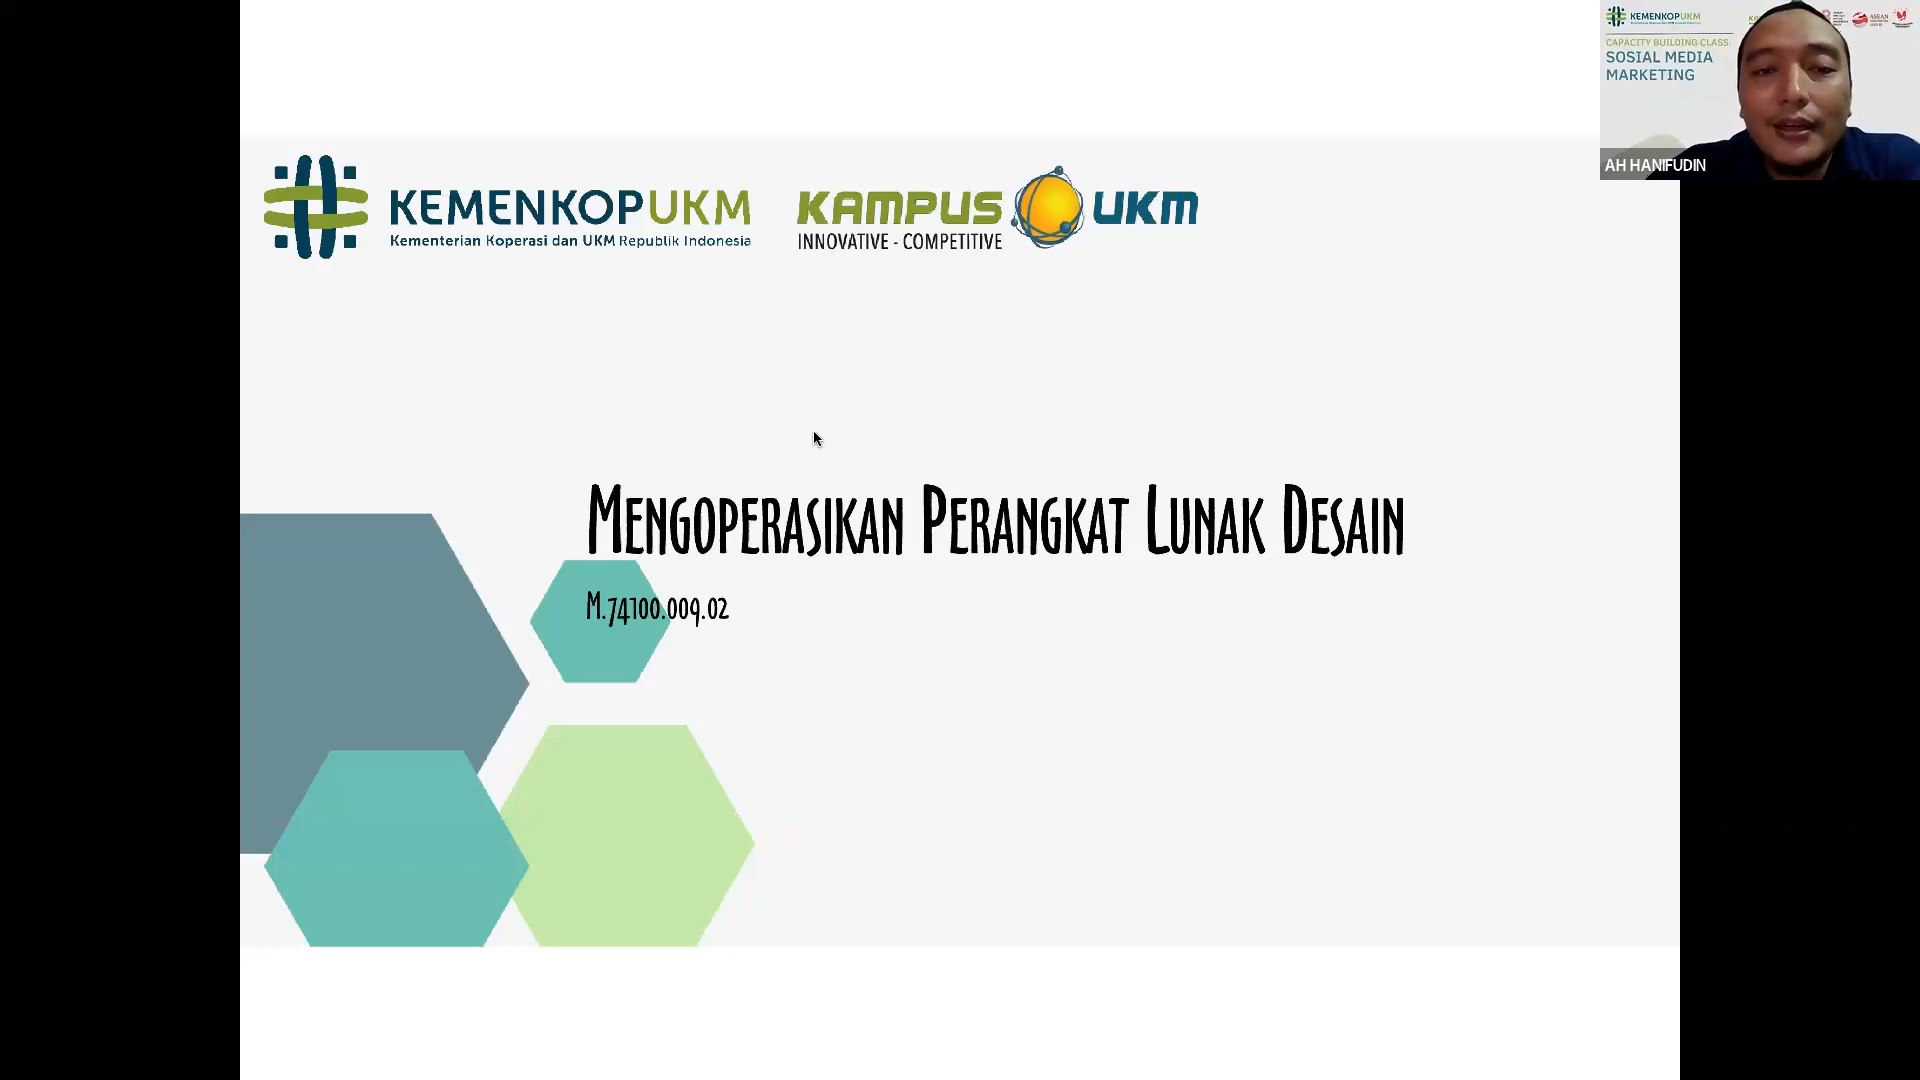 KEMENKOPUKM
Kementerian Koperasi dan UKM Republik Indonesia
KAMPUS UKM
INNOVATIVE - COMPETITIVE
MENGOPERASIKAN PERANGKAT LUNAK DESAIN
M.74100.009.02
KEMENKOPUKM
CAPACITY BUILDING CLASS:
SOSIAL MEDIA
MARKETING
AH HANIFUDIN